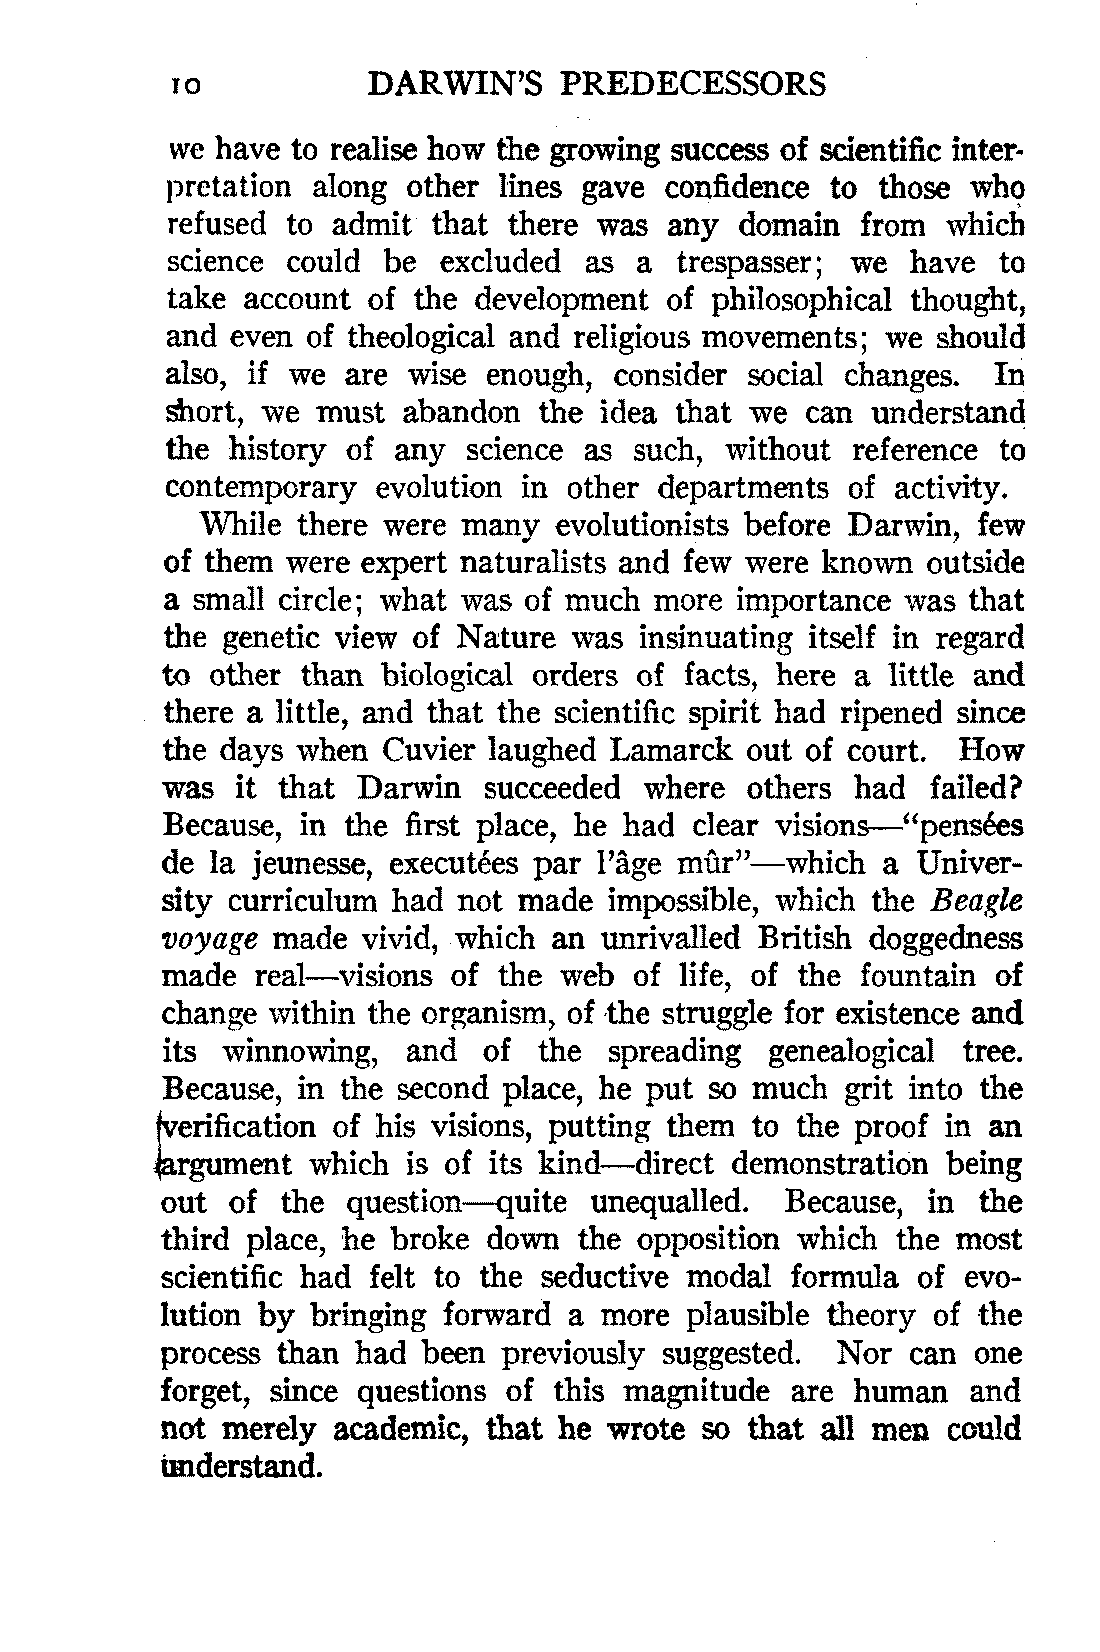 10 DARWIN'S PREDECESSORS
we have to realise how the growing success of scientific inter-
pretation along other lines gave confidence to those who
refused to admit that there was any domain from which
science could be excluded as a trespasser; we have to
take account of the development of philosophical thought,
and even of theological and religious movements; we should
also, if we are wise enough, consider social changes. In
short, we must abandon the idea that we can understand
the history of any science as such, without reference to
contemporary evolution in other departments of activity.
While there were many evolutionists before Darwin, few
of them were expert naturalists and few were known outside
a small circle; what was of much more importance was that
the genetic view of Nature was insinuating itself in regard
to other than biological orders of facts, here a little and
there a little, and that the scientific spirit had ripened since
the days when Cuvier laughed Lamarck out of court. How
was it that Darwin succeeded where others had failed?
Because, in the first place, he had clear visions—“pensées
de la jeunesse, executées par l'âge mûr”—which a Univer-
sity curriculum had not made impossible, which the Beagle
voyage made vivid, which an unrivalled British doggedness
made real—visions of the web of life, of the fountain of
change within the organism, of the struggle for existence and
its winnowing, and of the spreading genealogical tree.
Because, in the second place, he put so much grit into the
verification of his visions, putting them to the proof in an
argument which is of its kind—direct demonstration being
out of the question—quite unequalled. Because, in the
third place, he broke down the opposition which the most
scientific had felt to the seductive modal formula of evo-
lution by bringing forward a more plausible theory of the
process than had been previously suggested. Nor can one
forget, since questions of this magnitude are human and
not merely academic, that he wrote so that all men could
understand.